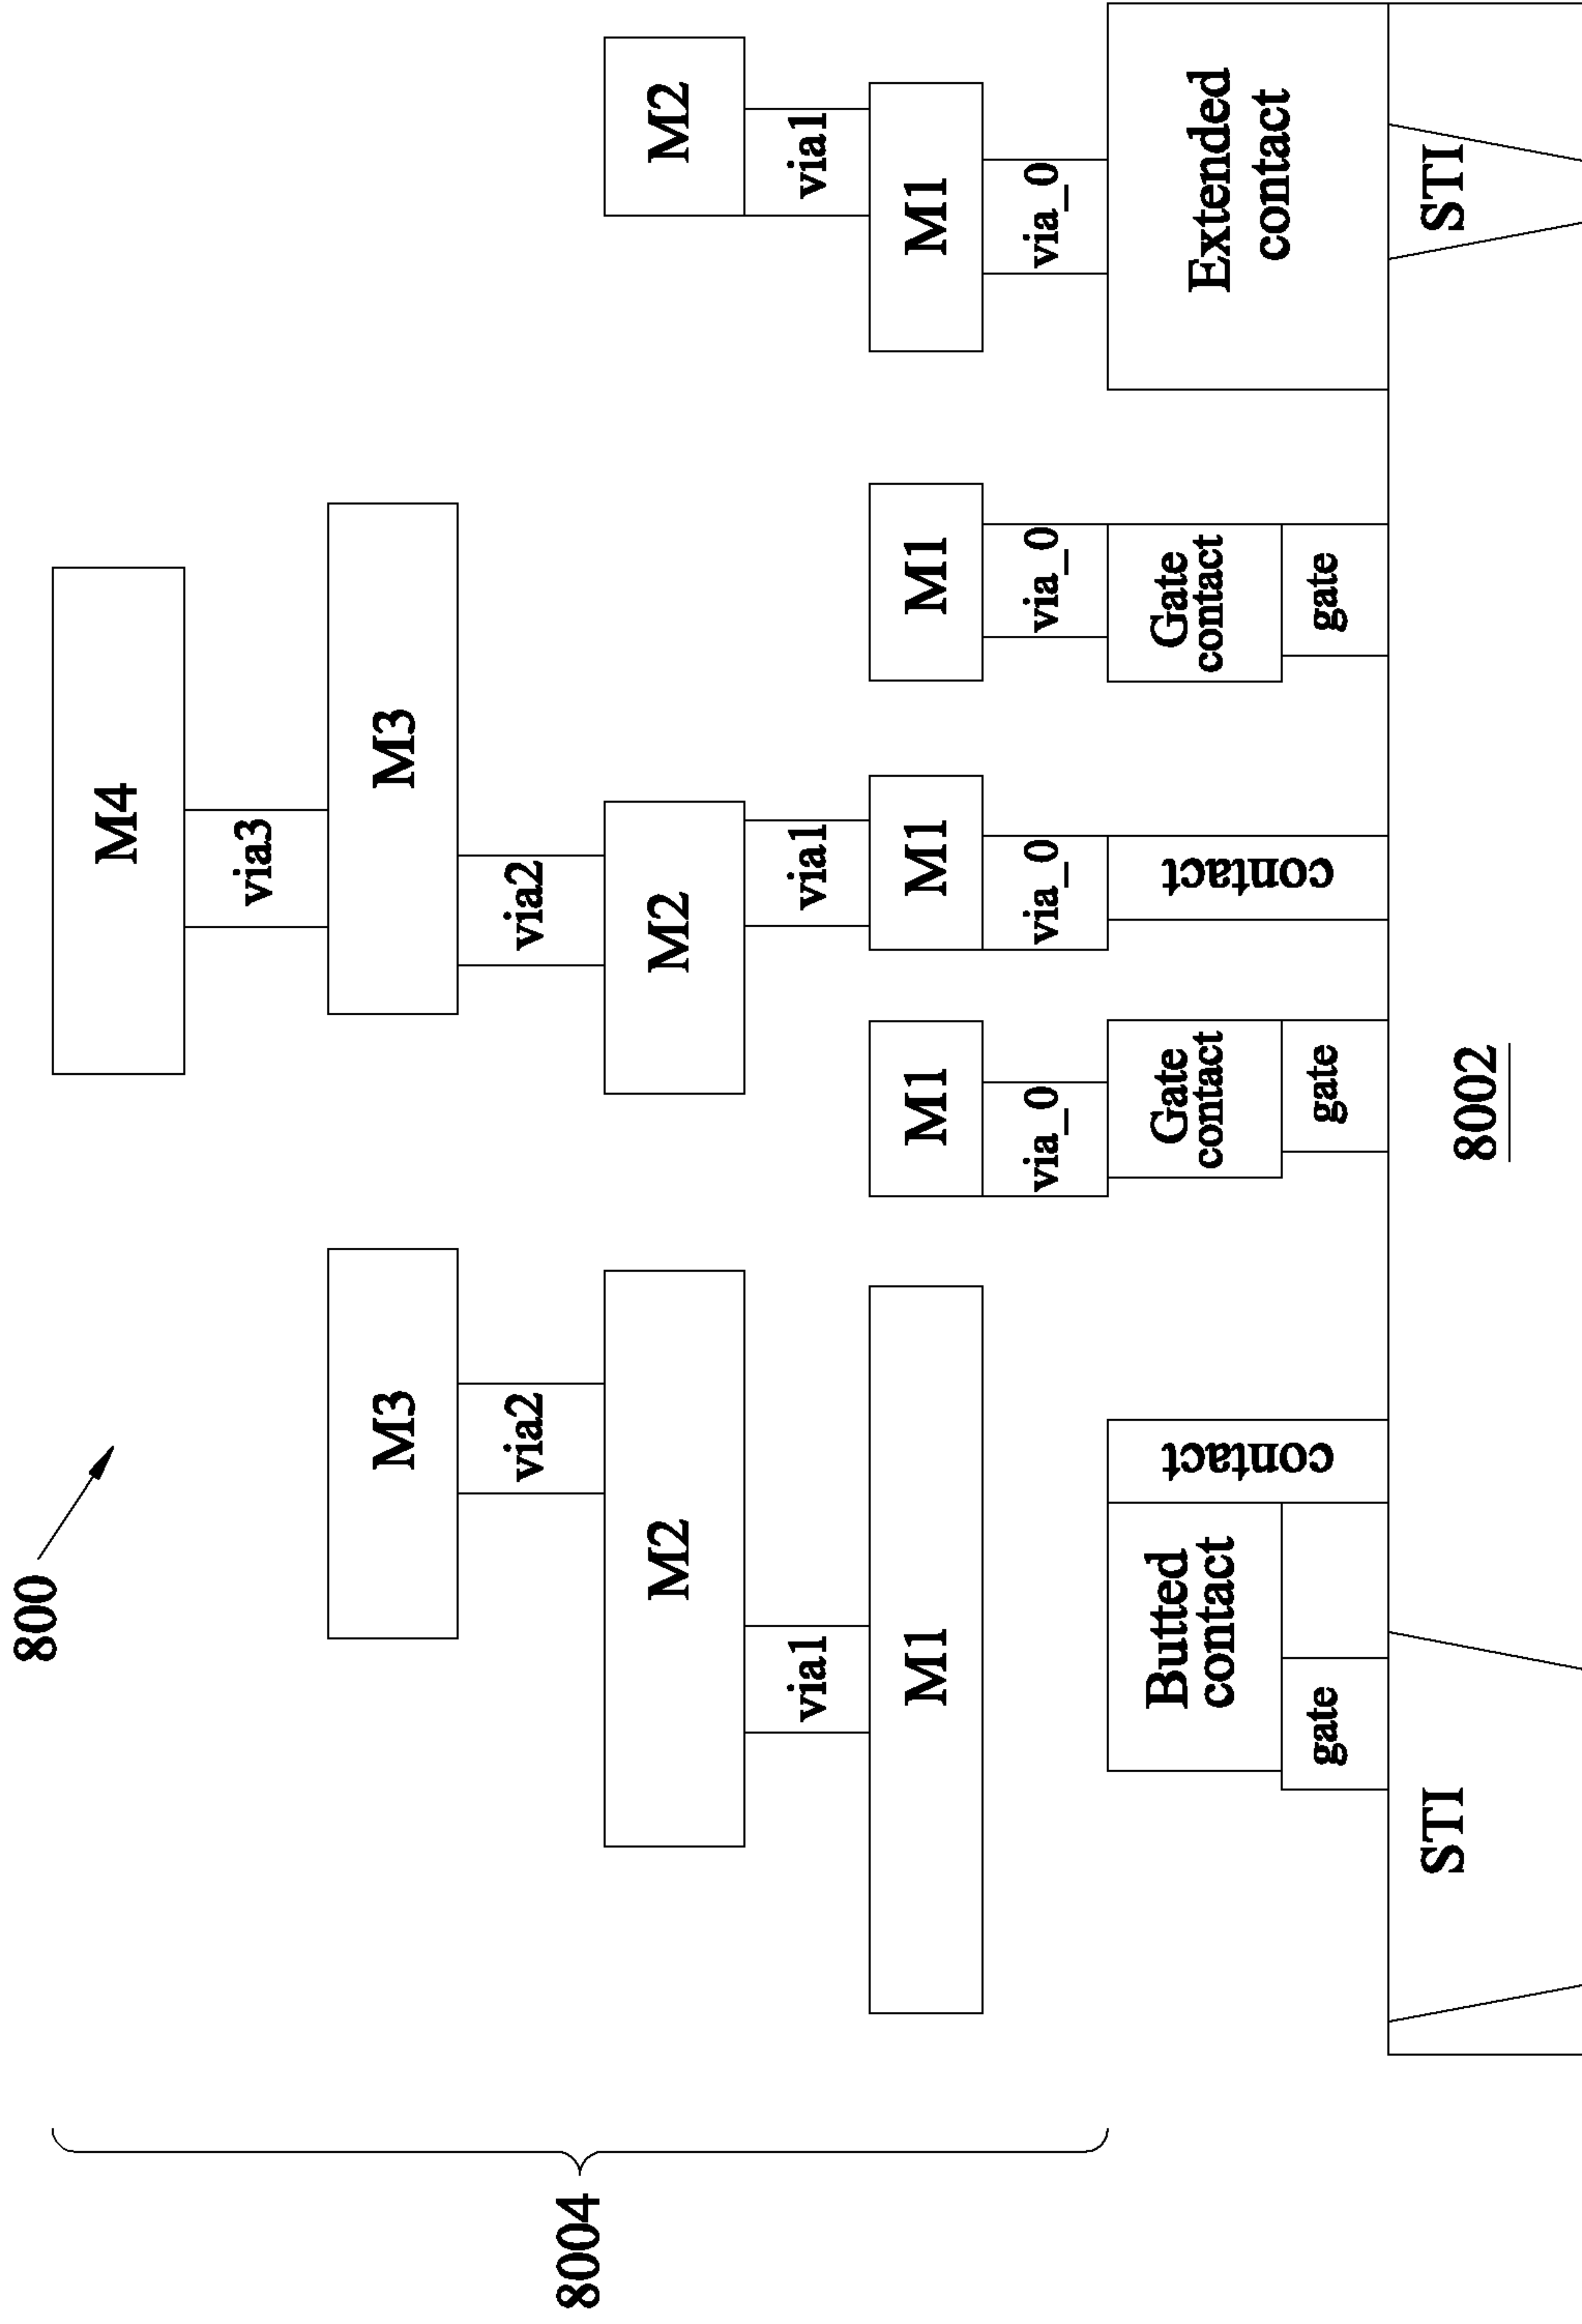 800
M4
via3
M3
M3
via2
via2
8004
M2
M2
M2
via1
via1
via1
M1
M1
M1
M1
M1
via_0
via_0
via_0
via_0
Butted
contact
contact
Gate
contact
contact
Gate
contact
Extended
contact
gate
gate
gate
STI
STI
8002